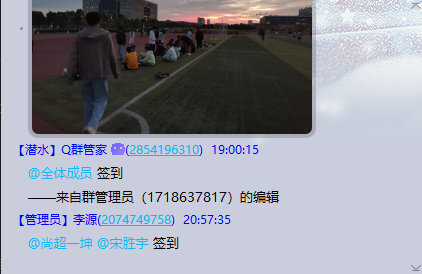 【潜水】Q群管家 (2854196310) 19:00:15
@全体成员 签到
——来自群管理员（1718637817）的编辑
【管理员】李源(2074749758) 20:57:35
@尚超一坤 @宋胜宇 签到